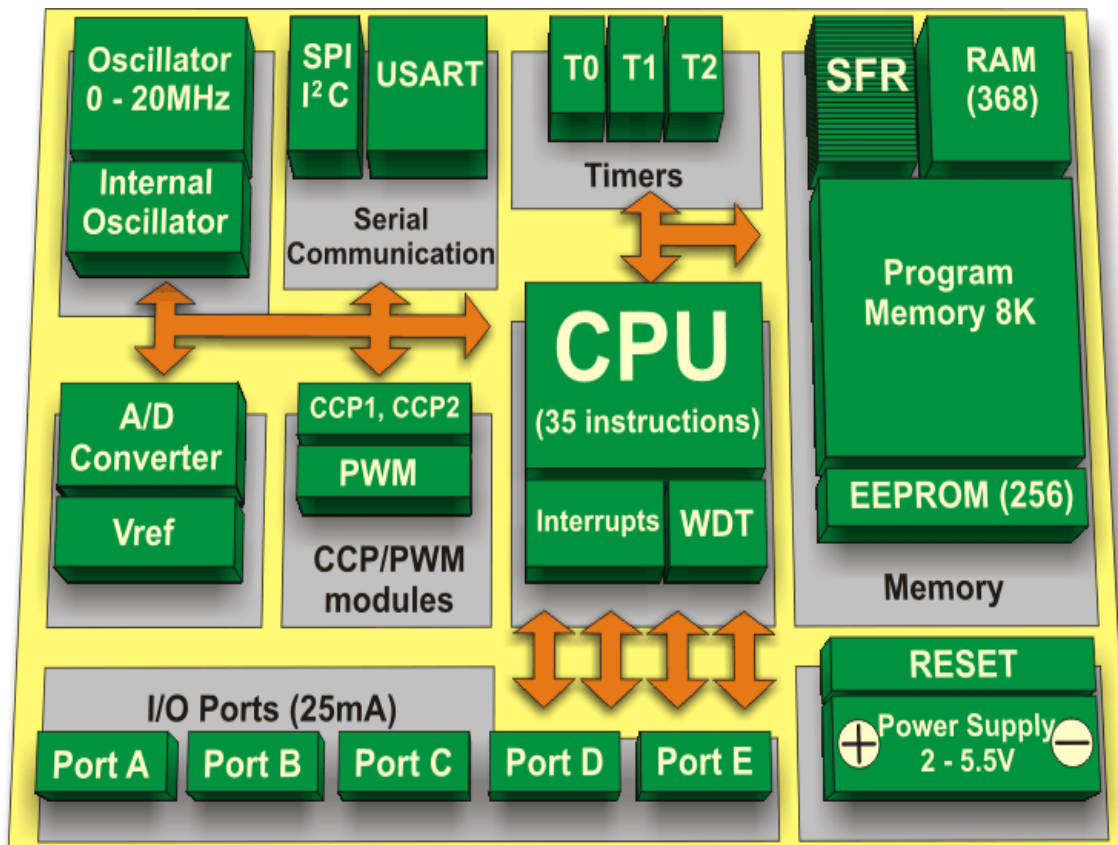 Oscillator
0 - 20MHz
Internal
Oscillator
SPI
I²C
USART
Serial
Communication
T0
T1
T2
Timers
SFR
RAM
(368)
Program
Memory 8K
EEPROM (256)
Memory
A/D
Converter
Vref
CCP1, CCP2
PWM
CCP/PWM
modules
CPU
(35 instructions)
Interrupts
WDT
I/O Ports (25mA)
Port A
Port B
Port C
Port D
Port E
RESET
+
Power Supply
2 - 5.5V
−